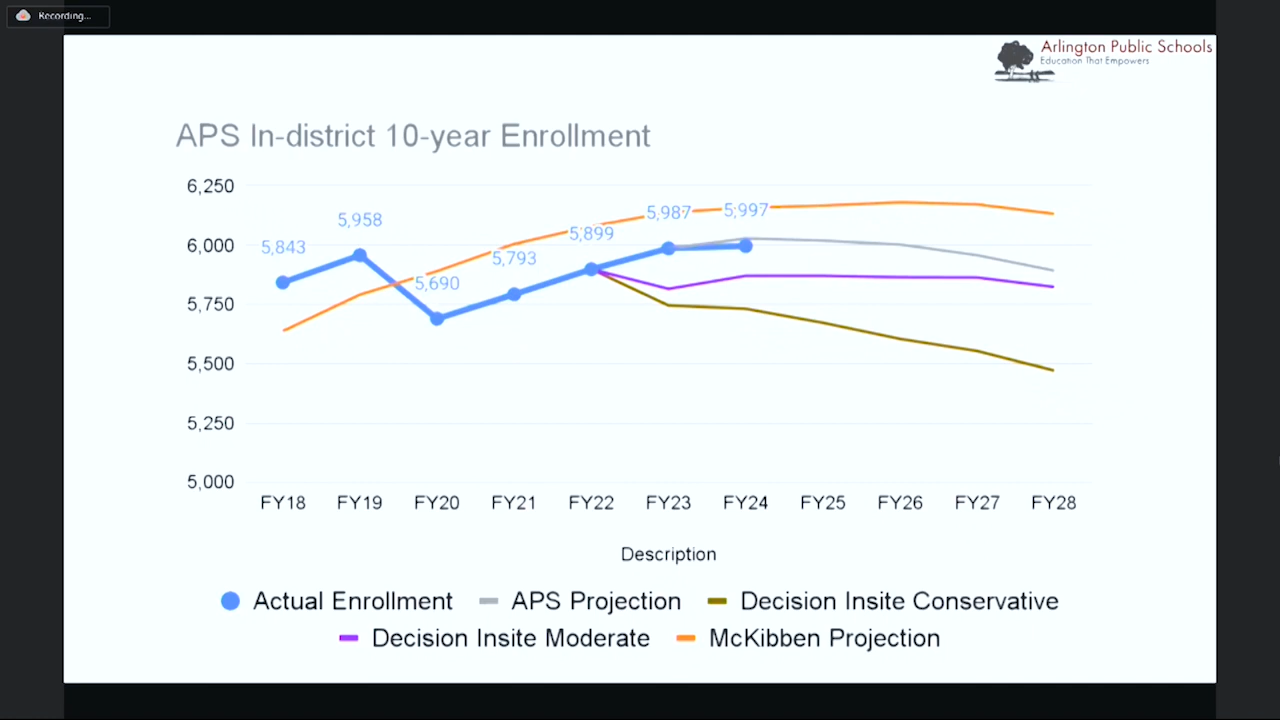 Recording...
Arlington Public Schools
Education That Empowers
APS In-district 10-year Enrollment
6,250
6,000
5,750
5,500
5,250
5,000
5,843
5,958
5,690
5,793
5,899
5,987
5,997
FY18 FY19 FY20 FY21 FY22 FY23 FY24 FY25 FY26 FY27 FY28
Description
Actual Enrollment APS Projection Decision Insite Conservative
Decision Insite Moderate McKibben Projection